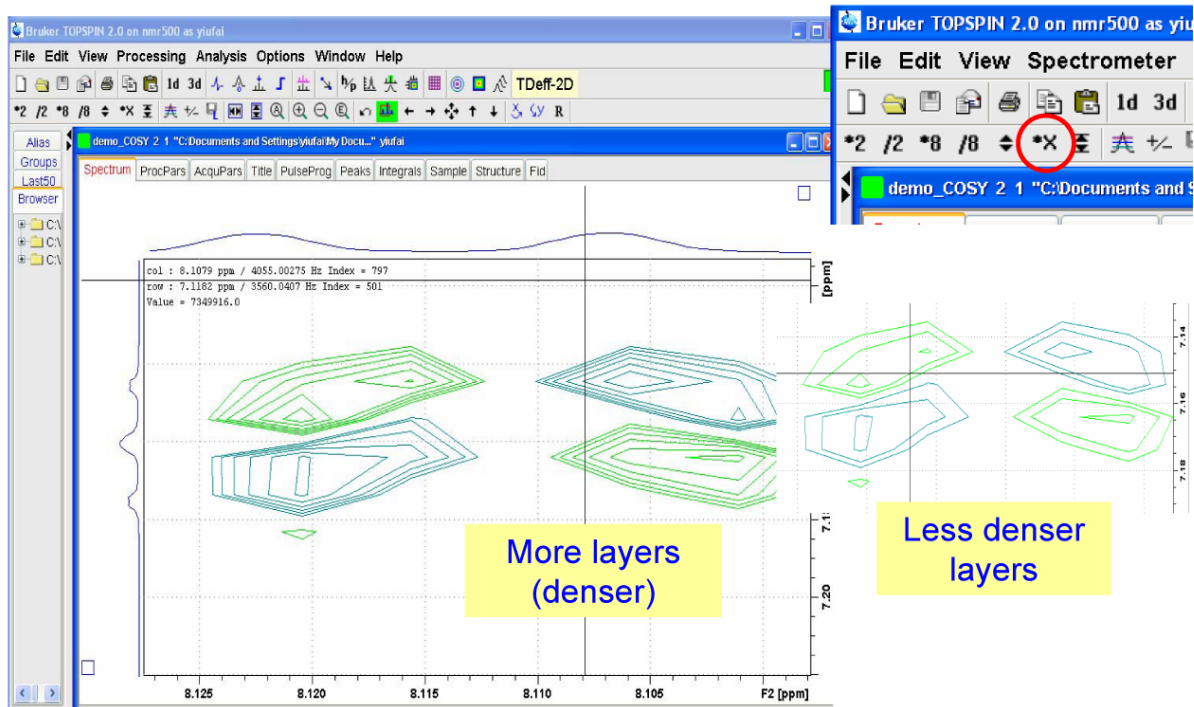 Bruker TOPSPIN 2.0 on nmr500 as yiufai
File Edit View Processing Analysis Options Window Help
1d 3d TDeff-2D
*2 /2 *8 /8 *X R
Alias
Groups
Last50
Browser
C:\
C:\
C:\
demo_COSY 2 1 "C:\Documents and Settings\yiufai\My Docu..." yiufai
Spectrum ProcPars AcquPars Title PulseProg Peaks Integrals Sample Structure Fid
col : 8.1079 ppm / 4055.00275 Hz Index = 797
row : 7.1182 ppm / 3560.0407 Hz Index = 501
Value = 7349916.0
[ppm]
7.20
8.125 8.120 8.115 8.110 8.105 F2 [ppm]
More layers
(denser)
Bruker TOPSPIN 2.0 on nmr500 as yiu
File Edit View Spectrometer
1d 3d
*2 /2 *8 /8 *X
demo_COSY 2 1 "C:\Documents and S
7.14
7.16
7.18
Less denser
layers